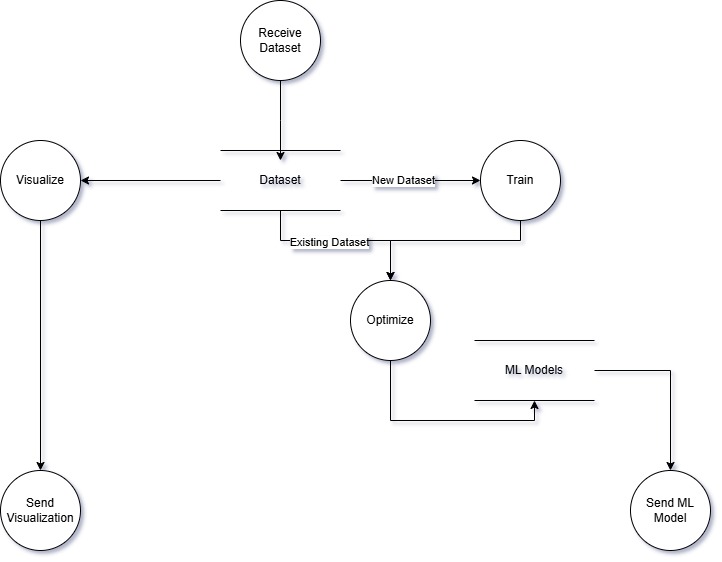 Receive
Dataset
Visualize
Dataset
New Dataset
Train
Existing Dataset
Optimize
ML Models
Send
Visualization
Send ML
Model